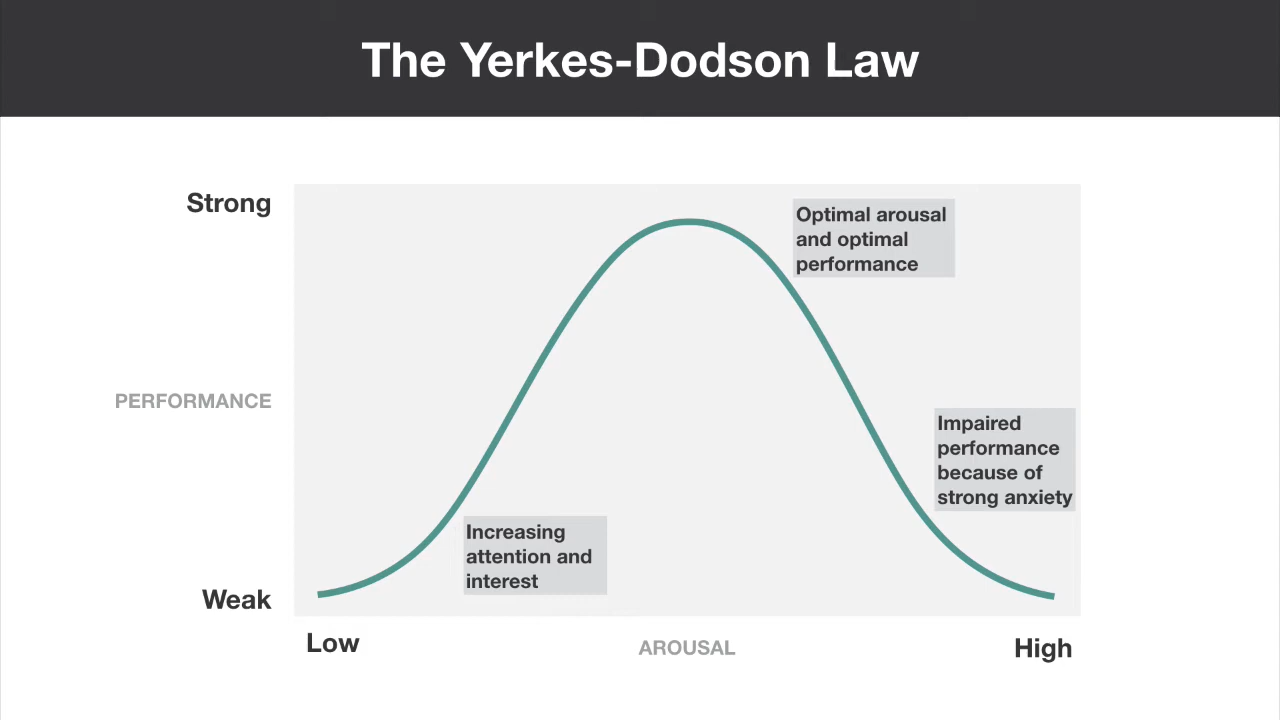 The Yerkes-Dodson Law
Strong
Optimal arousal
and optimal
performance
PERFORMANCE
Impaired
performance
because of
strong anxiety
Increasing
attention and
interest
Weak
Low
AROUSAL
High